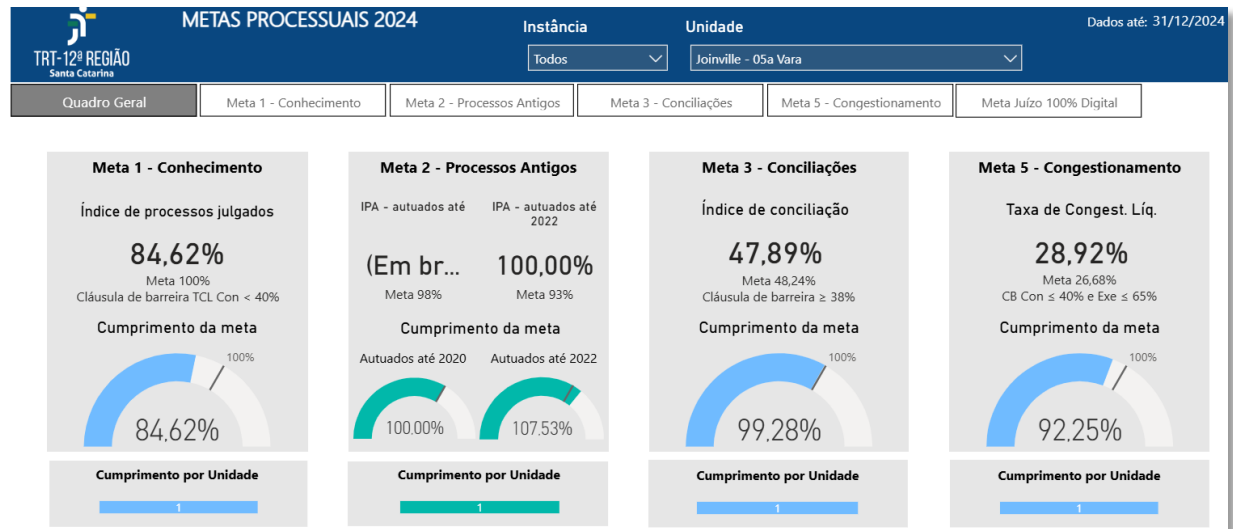 METAS PROCESSUAIS 2024
Instância
Unidade
Dados até: 31/12/2024
TRT-12ª REGIÃO
Santa Catarina
Todos
Joinville - 05a Vara
Quadro Geral
Meta 1 - Conhecimento
Meta 2 - Processos Antigos
Meta 3 - Conciliações
Meta 5 - Congestionamento
Meta Juízo 100% Digital
Meta 1 - Conhecimento
Índice de processos julgados
84,62%
Meta 100%
Cláusula de barreira TCL Con < 40%
Cumprimento da meta
100%
84,62%
Cumprimento por Unidade
1
Meta 2 - Processos Antigos
IPA - autuados até
(Em br...
Meta 98%
IPA - autuados até
2022
100,00%
Meta 93%
Cumprimento da meta
Autuados até 2020
100,00%
Autuados até 2022
107,53%
Cumprimento por Unidade
1
Meta 3 - Conciliações
Índice de conciliação
47,89%
Meta 48,24%
Cláusula de barreira ≥ 38%
Cumprimento da meta
100%
99,28%
Cumprimento por Unidade
1
Meta 5 - Congestionamento
Taxa de Congest. Líq.
28,92%
Meta 26,68%
CB Con ≤ 40% e Exe ≤ 65%
Cumprimento da meta
100%
92,25%
Cumprimento por Unidade
1